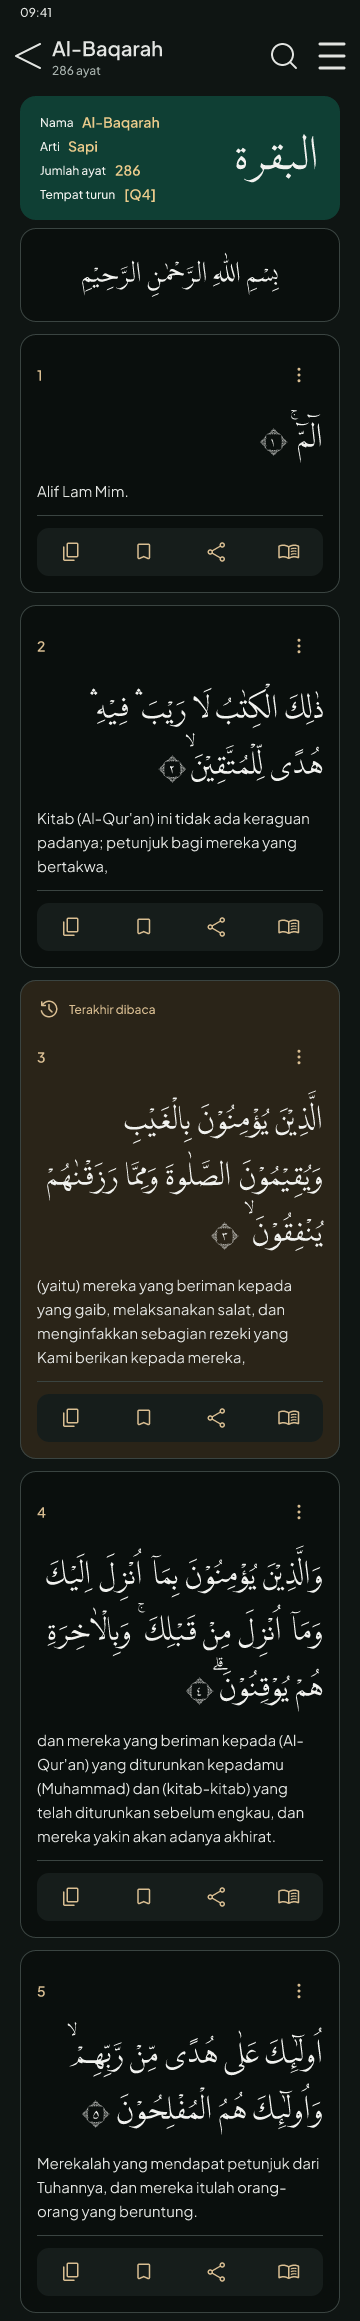 09:41
Al-Baqarah
286 ayat
Nama Al-Baqarah
Arti Sapi
Jumlah ayat 286
Tempat turun [Q4]
البقرة
بِسْمِ اللّٰهِ الرَّحْمٰنِ الرَّحِيْمِ
1
الۤمّۤ ۚ ١
Alif Lam Mim.
2
ذٰلِكَ الْكِتٰبُ لَا رَيْبَ ۛ فِيْهِ ۛ
هُدًى لِّلْمُتَّقِيْنَۙ ٢
Kitab (Al-Qur'an) ini tidak ada keraguan
padanya; petunjuk bagi mereka yang
bertakwa,
Terakhir dibaca
3
الَّذِيْنَ يُؤْمِنُوْنَ بِالْغَيْبِ
وَيُقِيْمُوْنَ الصَّلٰوةَ وَمِمَّا رَزَقْنٰهُمْ
يُنْفِقُوْنَ ۙ ٣
(yaitu) mereka yang beriman kepada
yang gaib, melaksanakan salat, dan
menginfakkan sebagian rezeki yang
Kami berikan kepada mereka,
4
وَالَّذِيْنَ يُؤْمِنُوْنَ بِمَآ اُنْزِلَ اِلَيْكَ
وَمَآ اُنْزِلَ مِنْ قَبْلِكَ ۚ وَبِالْاٰخِرَةِ
هُمْ يُوْقِنُوْنَۗ ٤
dan mereka yang beriman kepada (Al-
Qur'an) yang diturunkan kepadamu
(Muhammad) dan (kitab-kitab) yang
telah diturunkan sebelum engkau, dan
mereka yakin akan adanya akhirat.
5
اُولٰۤىِٕكَ عَلٰى هُدًى مِّنْ رَّبِّهِمْ ۙ
وَاُولٰۤىِٕكَ هُمُ الْمُفْلِحُوْنَ ٥
Merekalah yang mendapat petunjuk dari
Tuhannya, dan mereka itulah orang-
orang yang beruntung.